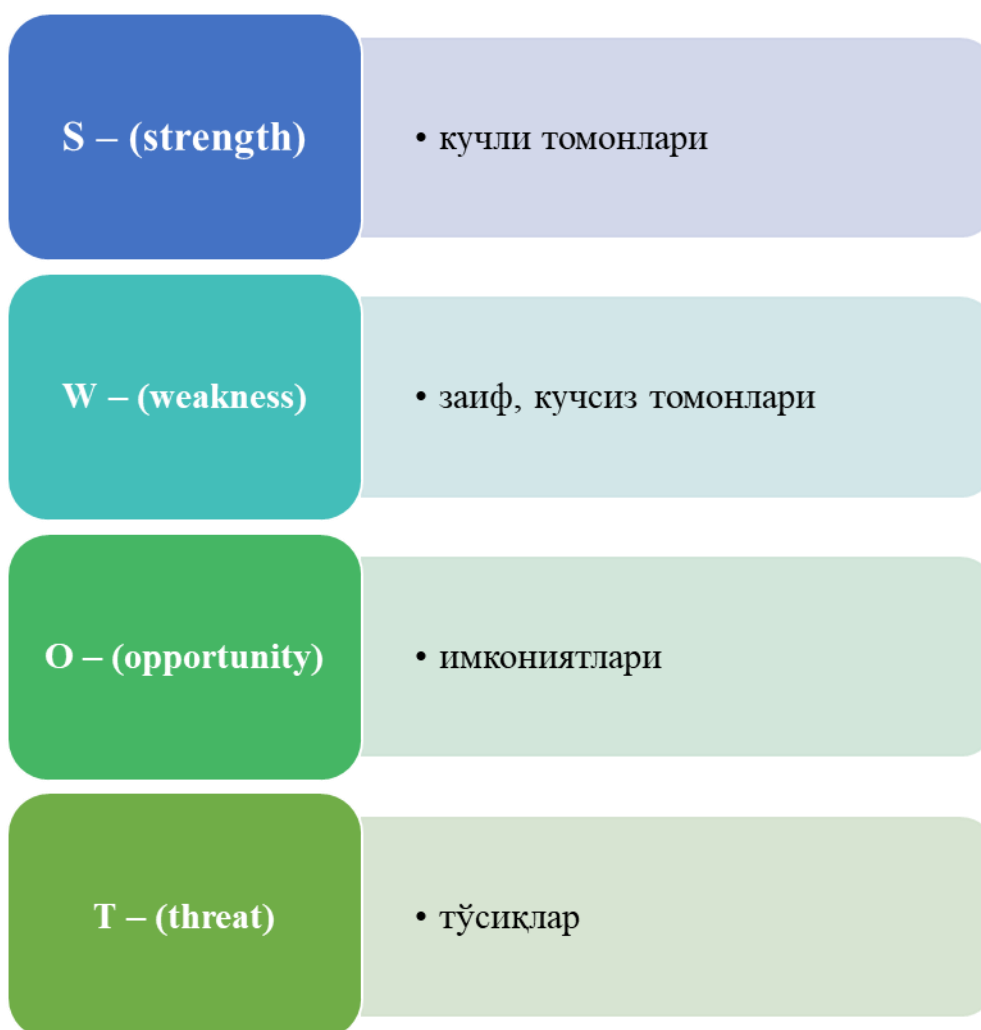 S – (strength)
• кучли томонлари
W – (weakness)
• заиф, кучсиз томонлари
O – (opportunity)
• имкониятлари
T – (threat)
• тўсиқлар